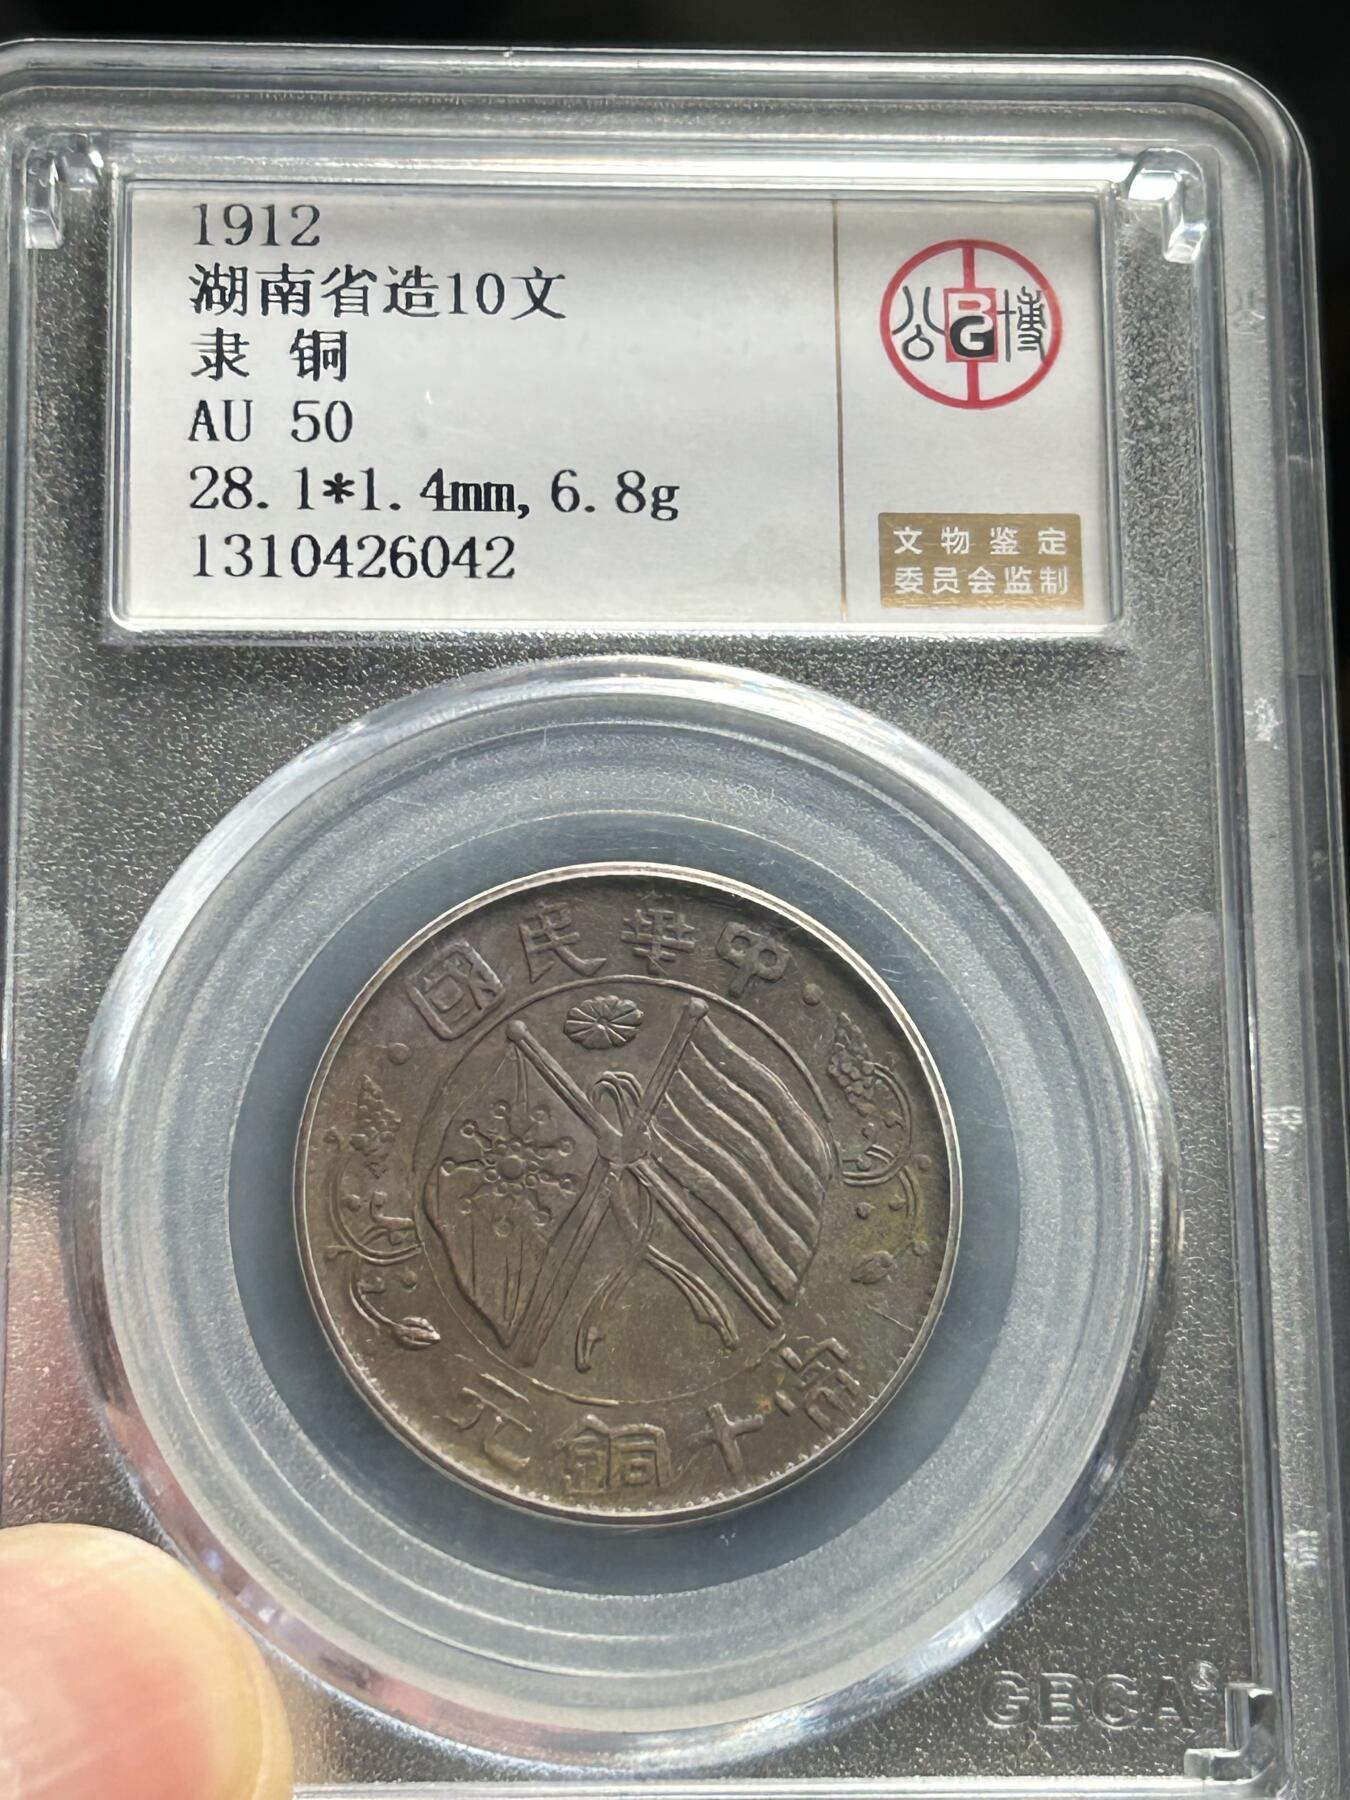 1912
湖南省造10文
隶 铜
AU 50
28.1*1.4mm,6.8g
1310426042
公 BG 博
文物鉴定
委员会监制
國民華中
元銅十當
GBCA